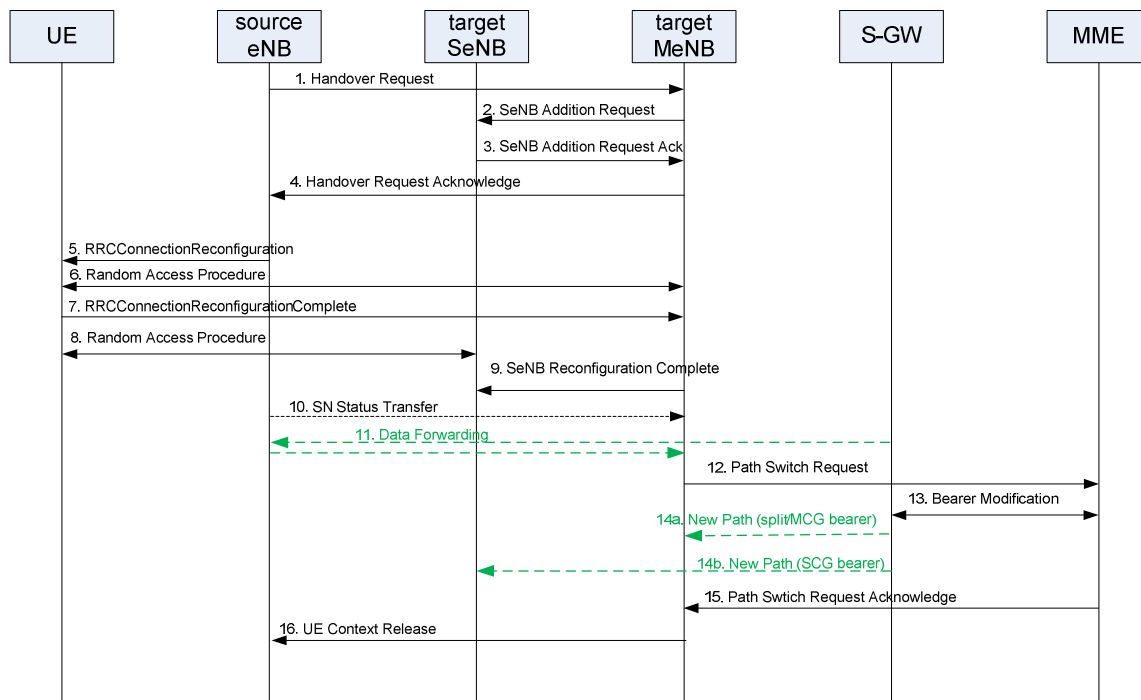 UE
source
eNB
target
SeNB
target
MeNB
S-GW
MME
1. Handover Request
2. SeNB Addition Request
3. SeNB Addition Request Ack
4. Handover Request Acknowledge
5. RRCConnectionReconfiguration
6. Random Access Procedure
7. RRCConnectionReconfigurationComplete
8. Random Access Procedure
9. SeNB Reconfiguration Complete
10. SN Status Transfer
11. Data Forwarding
12. Path Switch Request
13. Bearer Modification
14a. New Path (split/MCG bearer)
14b. New Path (SCG bearer)
15. Path Swtich Request Acknowledge
16. UE Context Release